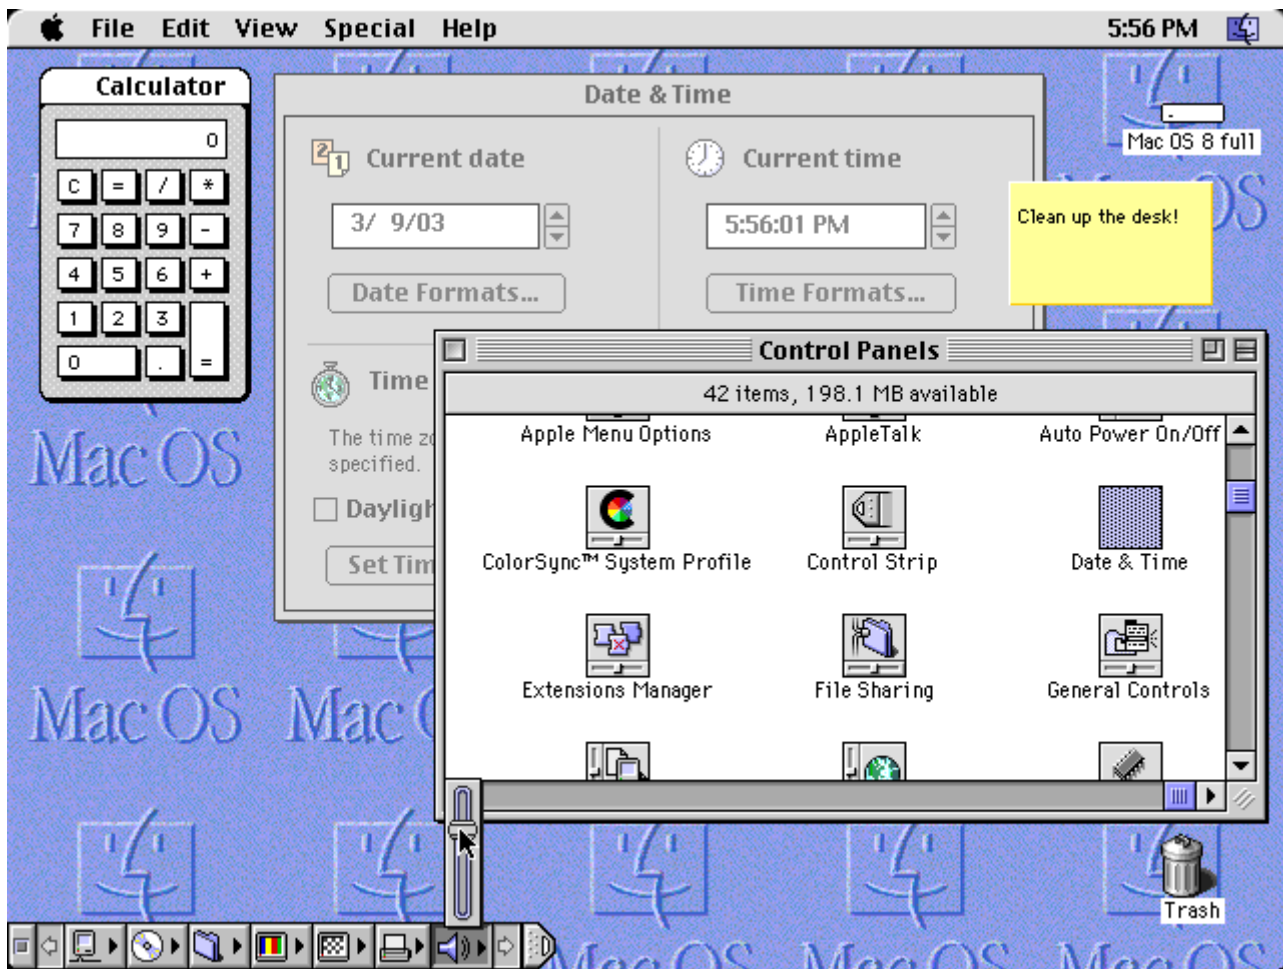 File Edit View Special Help
5:56 PM
Calculator
0
C = / *
7 8 9 -
4 5 6 +
1 2 3
0 . =
Date & Time
Current date
3/ 9/03
Date Formats...
Current time
5:56:01 PM
Time Formats...
Time
The time zo
specified.
Dayligh
Set Tim
Mac OS 8 full
Clean up the desk!
Control Panels
42 items, 198.1 MB available
Apple Menu Options
AppleTalk
Auto Power On/Off
ColorSync™ System Profile
Control Strip
Date & Time
Extensions Manager
File Sharing
General Controls
Trash
OS
Mac OS
Mac OS
Mac
Mac OS
Mac OS
Mac OS